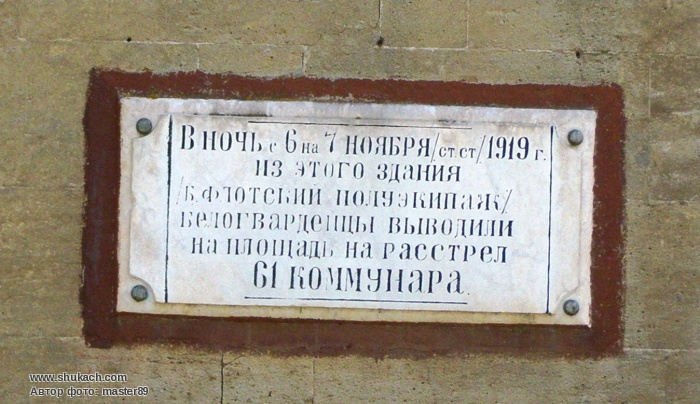 В НОЧЬ с 6 на 7 НОЯБРЯ/СТ.СТ/1919 г.
ИЗ ЭТОГО ЗДАНИЯ
/Б. ФЛОТСКИЙ ПОЛУЭКИПАЖ/
БЕЛОГВАРДЕЙЦЫ ВЫВОДИЛИ
НА ПЛОЩАДЬ НА РАССТРЕЛ
61 КОММУНАРА.
www.shukach.com
Автор фото- master89